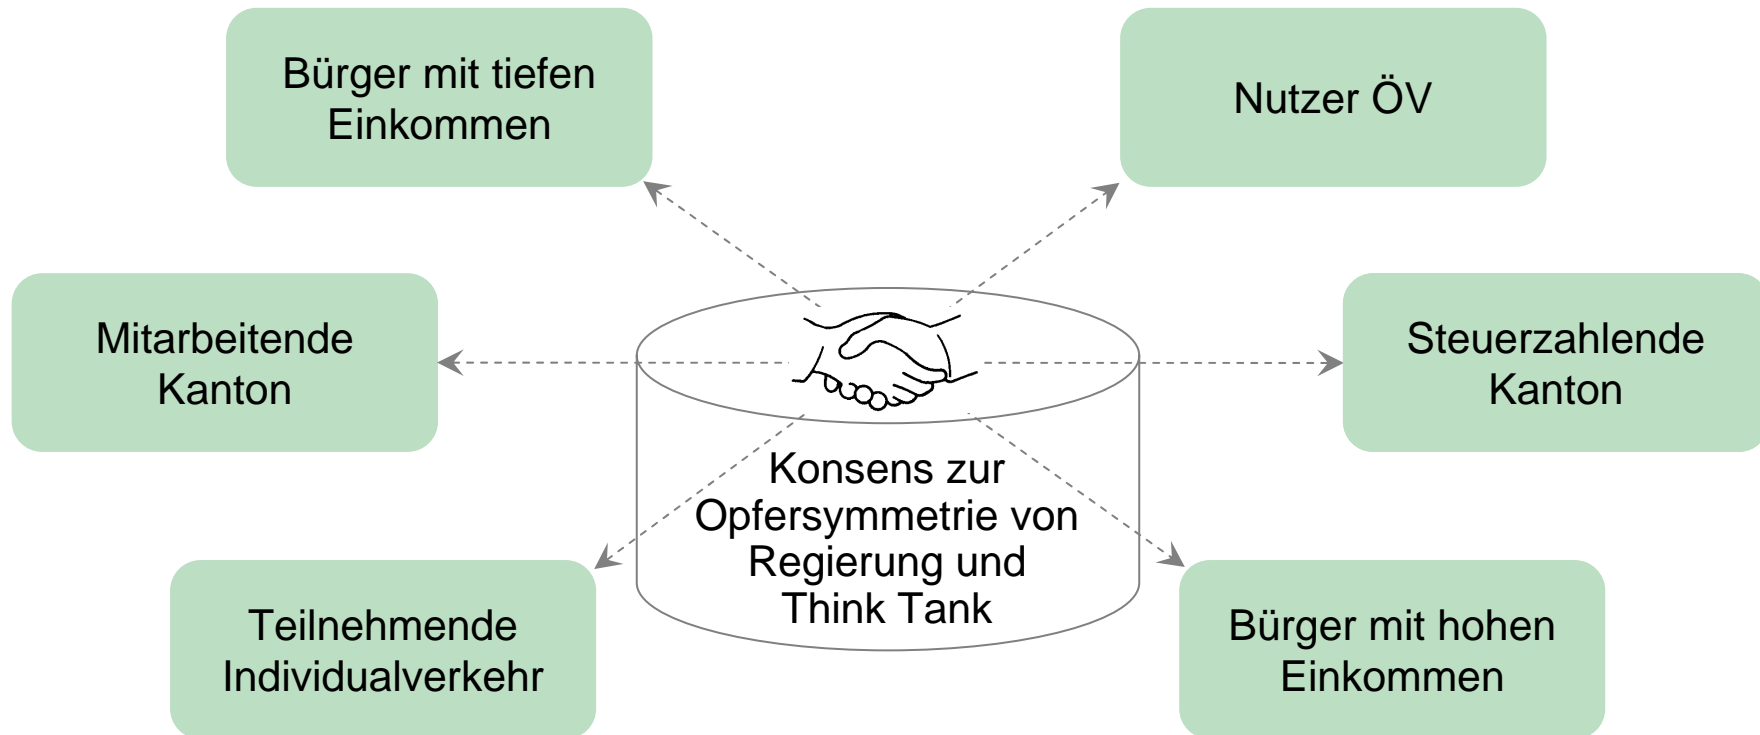 Bürger mit tiefen
Einkommen
Nutzer ÖV
Mitarbeitende
Kanton
Steuerzahlende
Kanton
Konsens zur
Opfersymmetrie von
Regierung und
Think Tank
Teilnehmende
Individualverkehr
Bürger mit hohen
Einkommen